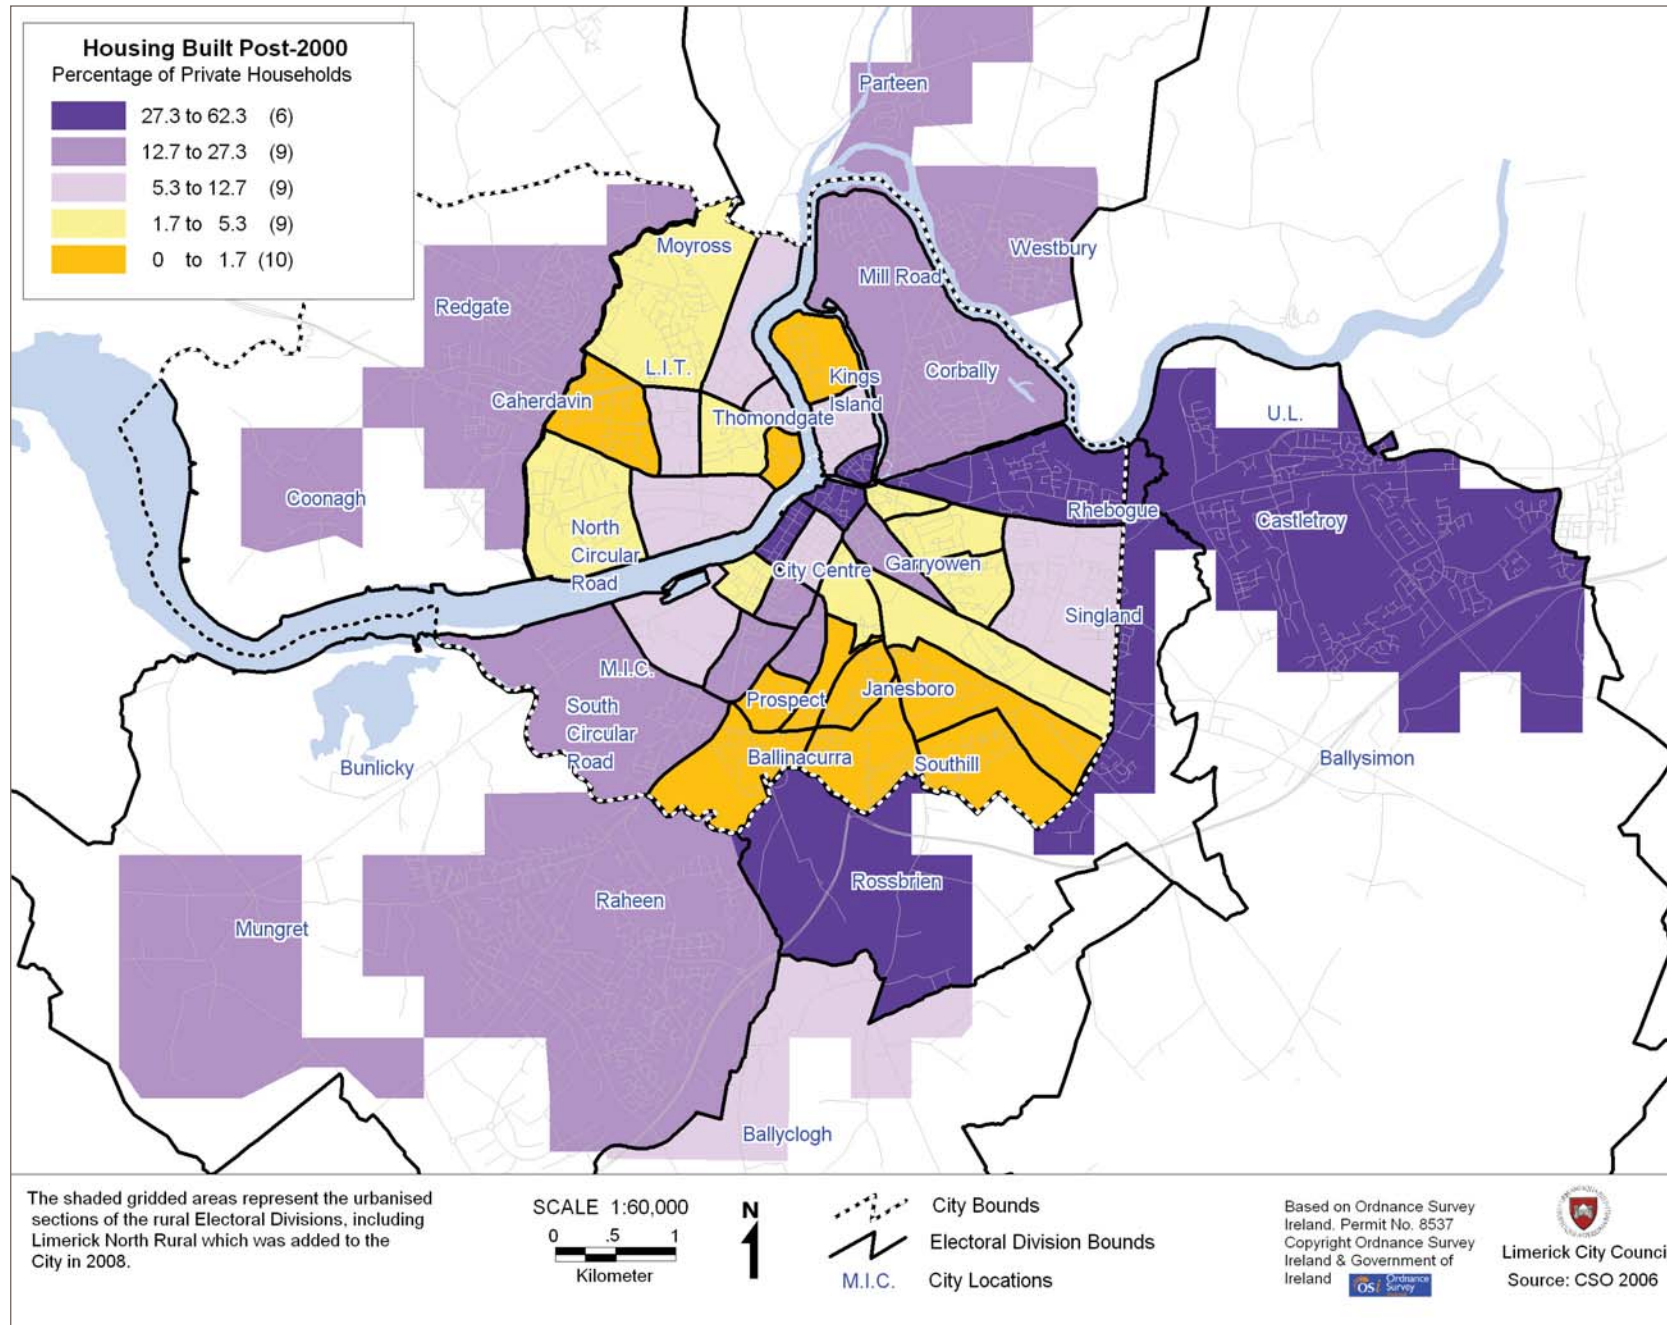 Housing Built Post-2000
Percentage of Private Households
27.3 to 62.3 (6)
12.7 to 27.3 (9)
5.3 to 12.7 (9)
1.7 to 5.3 (9)
0 to 1.7 (10)
Parteen
Moyross
Westbury
Mill Road
Redgate
L.I.T.
Kings
Island
Corbally
Caherdavin
Thomondgate
U.L.
Coonagh
Rhebogue
Castletroy
North
Circular
Road
City Centre
Garryowen
Singland
M.I.C.
Prospect
Janesboro
South
Circular
Road
Bunlicky
Ballinacurra
Southill
Ballysimon
Rossbrien
Raheen
Mungret
Ballyclogh
The shaded gridded areas represent the urbanised
sections of the rural Electoral Divisions, including
Limerick North Rural which was added to the
City in 2008.
SCALE 1:60,000
0 .5 1
Kilometer
N
City Bounds
Electoral Division Bounds
M.I.C. City Locations
Based on Ordnance Survey
Ireland. Permit No. 8537
Copyright Ordnance Survey
Ireland & Government of
Ireland
OSi Ordnance
Survey
Limerick City Counci
Source: CSO 2006